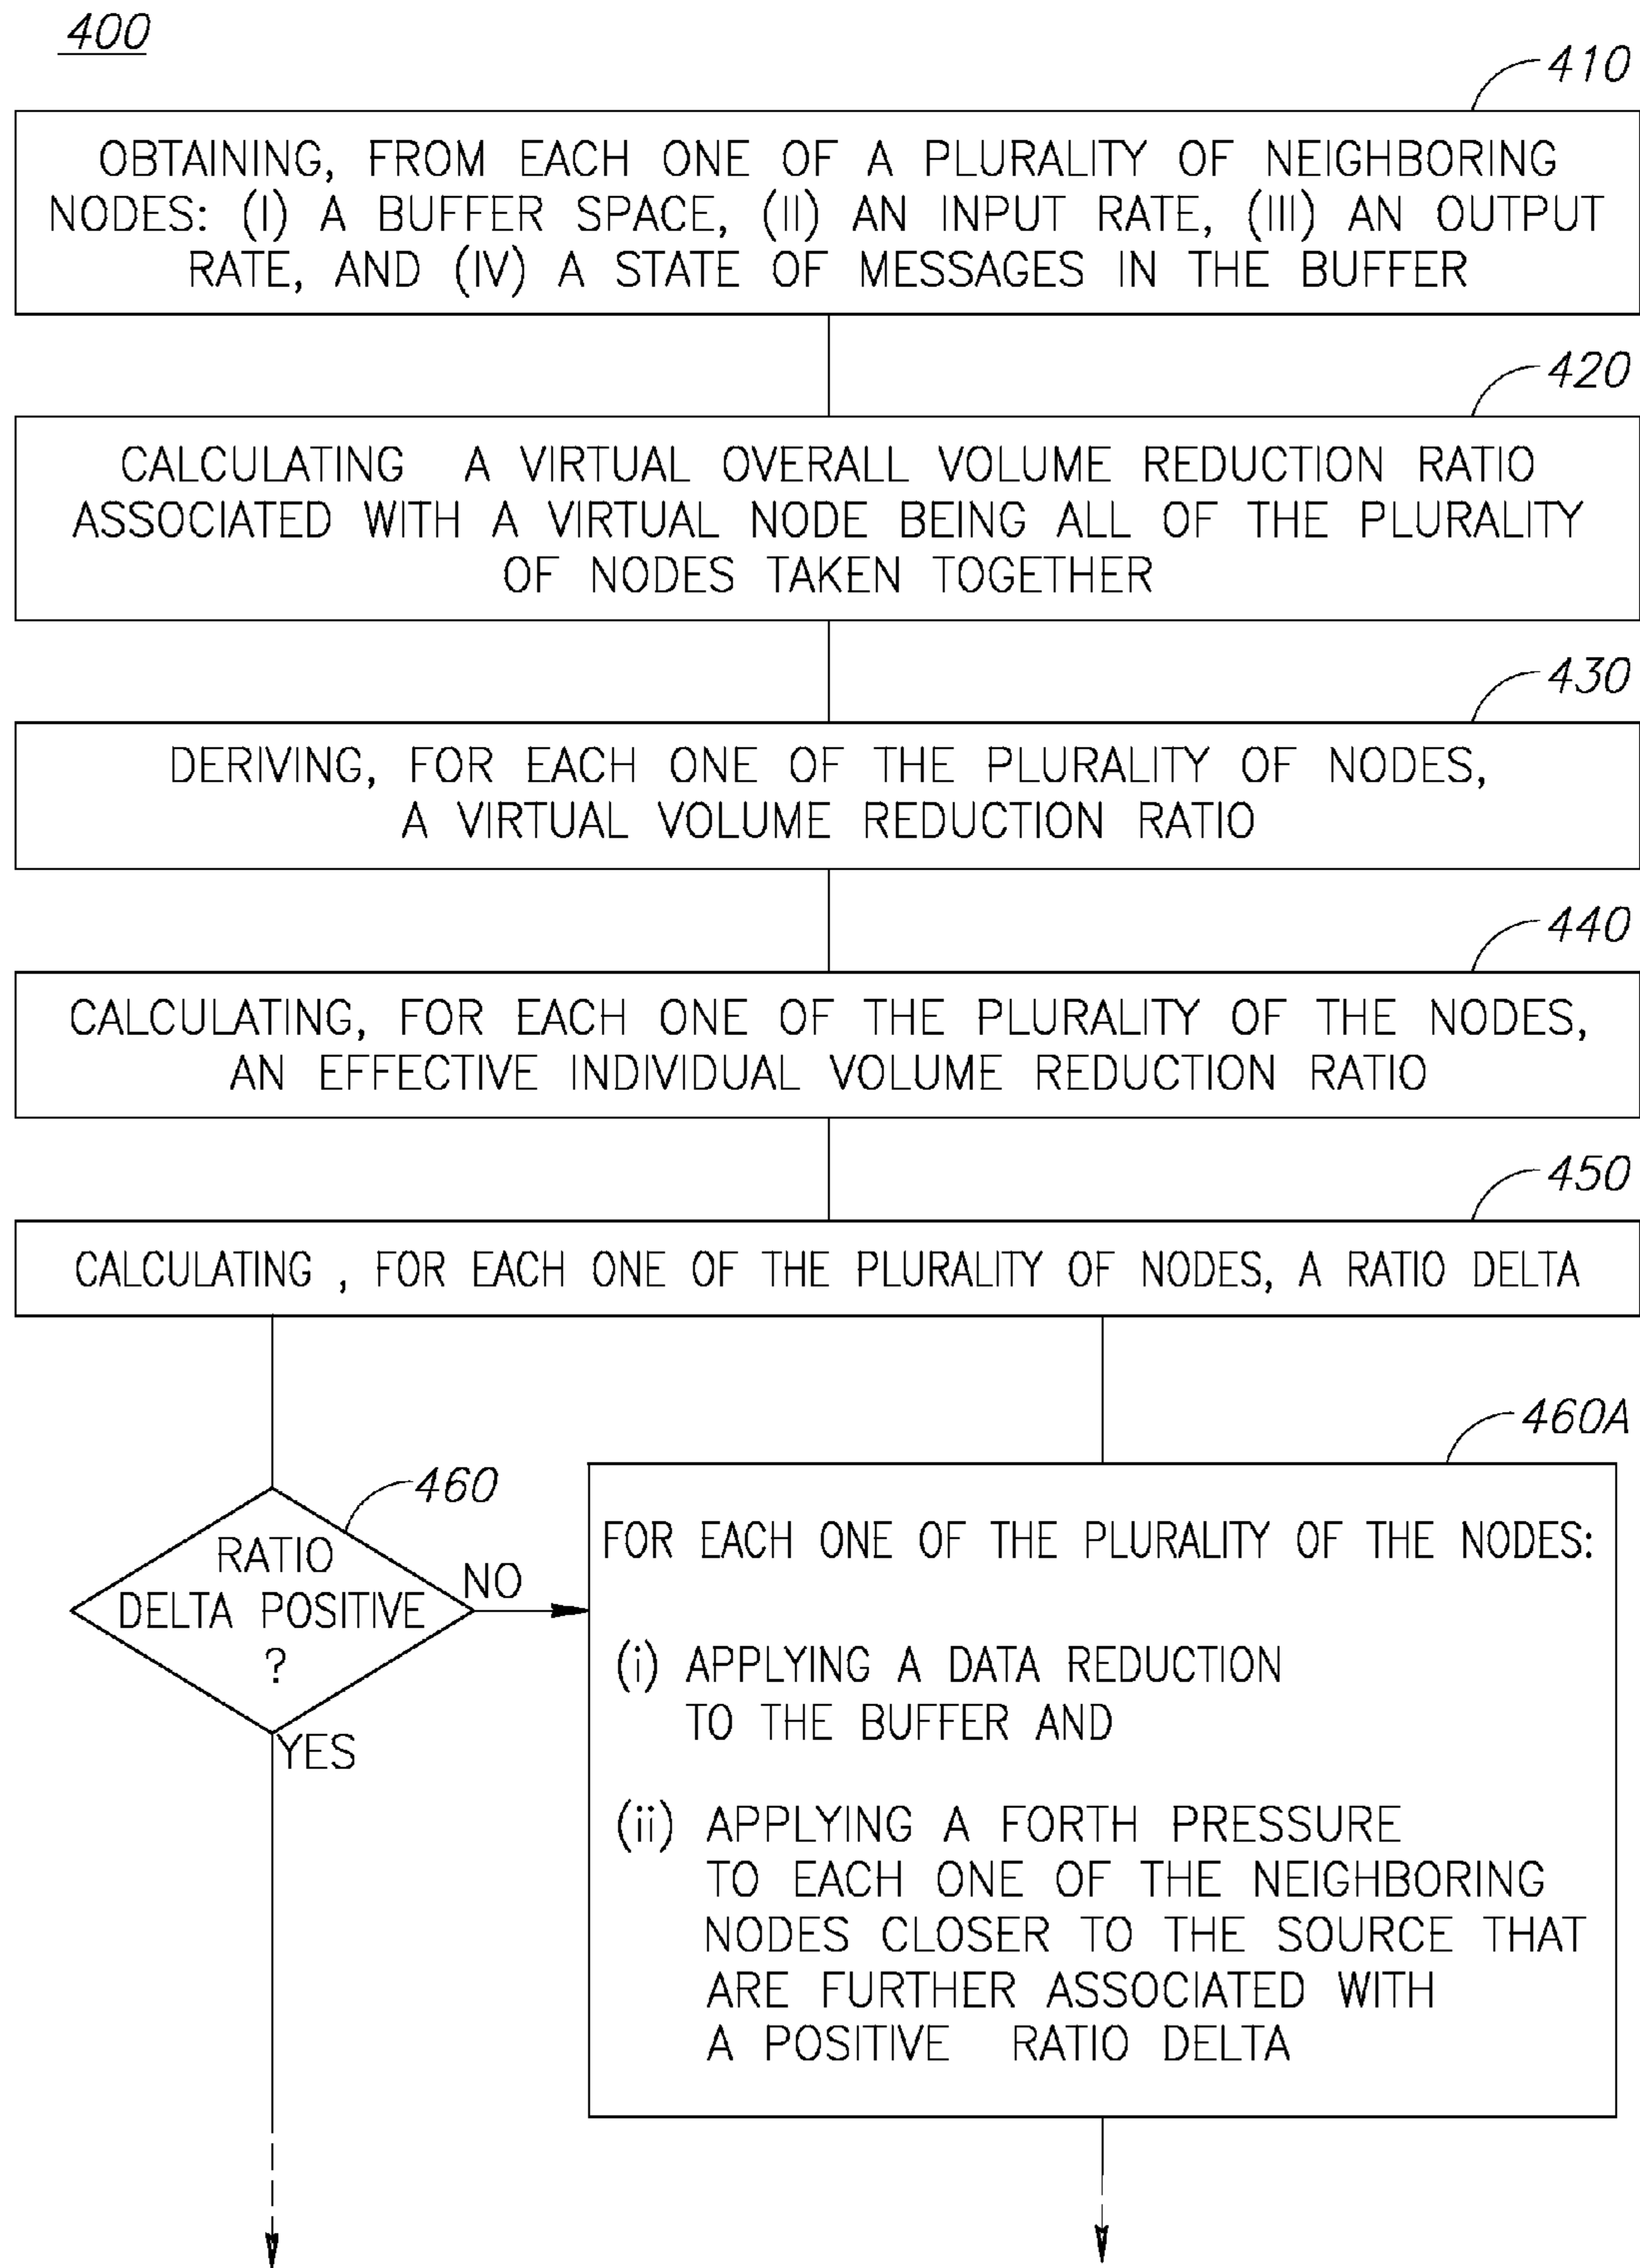 400
410
OBTAINING, FROM EACH ONE OF A PLURALITY OF NEIGHBORING
NODES: (I) A BUFFER SPACE, (II) AN INPUT RATE, (III) AN OUTPUT
RATE, AND (IV) A STATE OF MESSAGES IN THE BUFFER
420
CALCULATING A VIRTUAL OVERALL VOLUME REDUCTION RATIO
ASSOCIATED WITH A VIRTUAL NODE BEING ALL OF THE PLURALITY
OF NODES TAKEN TOGETHER
430
DERIVING, FOR EACH ONE OF THE PLURALITY OF NODES,
A VIRTUAL VOLUME REDUCTION RATIO
440
CALCULATING, FOR EACH ONE OF THE PLURALITY OF THE NODES,
AN EFFECTIVE INDIVIDUAL VOLUME REDUCTION RATIO
450
CALCULATING , FOR EACH ONE OF THE PLURALITY OF NODES, A RATIO DELTA
460
RATIO
DELTA POSITIVE
?
NO
YES
460A
FOR EACH ONE OF THE PLURALITY OF THE NODES:
(i) APPLYING A DATA REDUCTION
TO THE BUFFER AND
(ii) APPLYING A FORTH PRESSURE
TO EACH ONE OF THE NEIGHBORING
NODES CLOSER TO THE SOURCE THAT
ARE FURTHER ASSOCIATED WITH
A POSITIVE RATIO DELTA